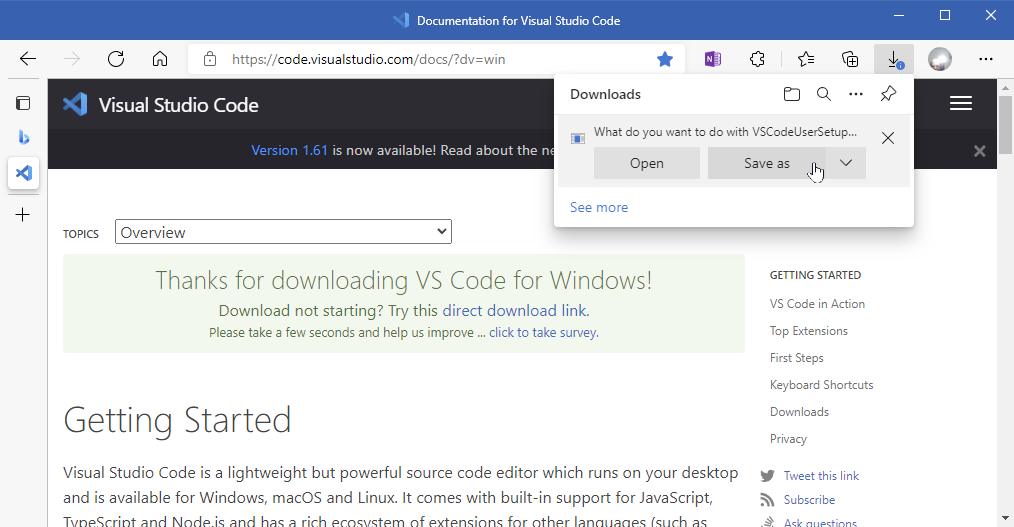 Documentation for Visual Studio Code
https://code.visualstudio.com/docs/?dv=win
Downloads
What do you want to do with VSCodeUserSetup...
Open
Save as
See more
Visual Studio Code
Version 1.61 is now available! Read about the ne
TOPICS
Overview
Thanks for downloading VS Code for Windows!
Download not starting? Try this direct download link.
Please take a few seconds and help us improve ... click to take survey.
Getting Started
Visual Studio Code is a lightweight but powerful source code editor which runs on your desktop
and is available for Windows, macOS and Linux. It comes with built-in support for JavaScript,
TypeScript and Node.js and has a rich ecosystem of extensions for other languages (such as
GETTING STARTED
VS Code in Action
Top Extensions
First Steps
Keyboard Shortcuts
Downloads
Privacy
Tweet this link
Subscribe
Ask questions